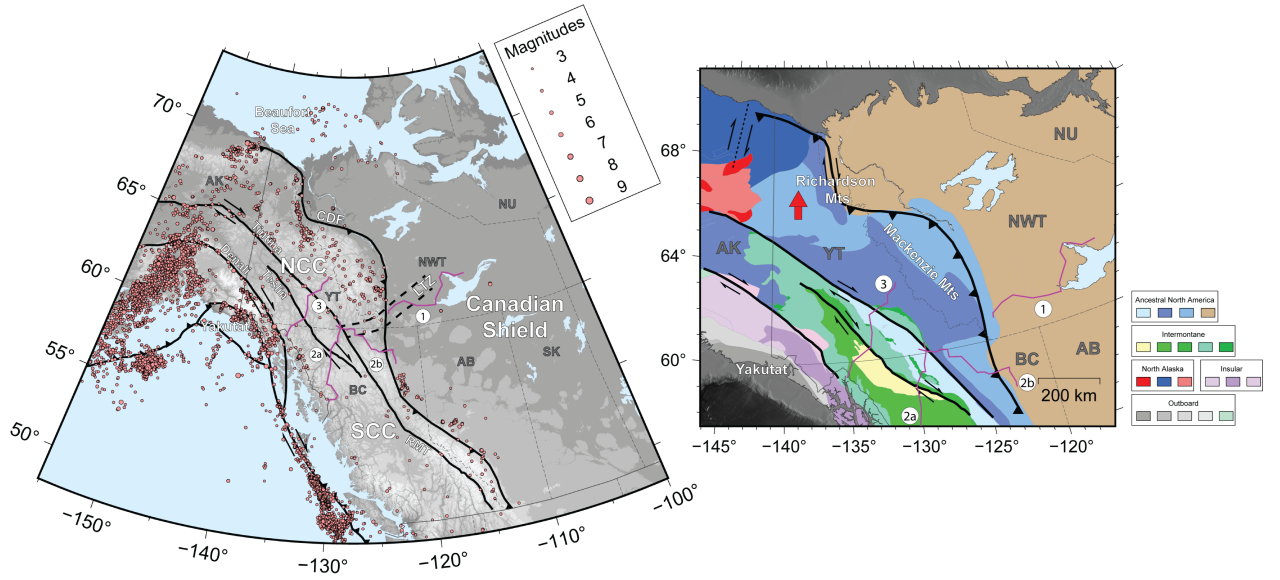 Magnitudes
3
4
5
6
7
8
9
70°
65°
60°
55°
50°
−150°
−140°
−130°
−120°
−110°
−100°
Beaufort
Sea
AK
NU
CDF
Tintina
Denali
NCC
NWT
LTZ
YT
Canadian
Shield
Yakutat
3
1
2a
2b
AB
SK
BC
SCC
RMT
68°
64°
60°
−145°
−140°
−135°
−130°
−125°
−120°
NU
Richardson
Mts
NWT
Mackenzie Mts
AK
YT
3
1
BC
AB
Yakutat
2a
2b
200 km
Ancestral North America
Intermontane
North Alaska
Insular
Outboard